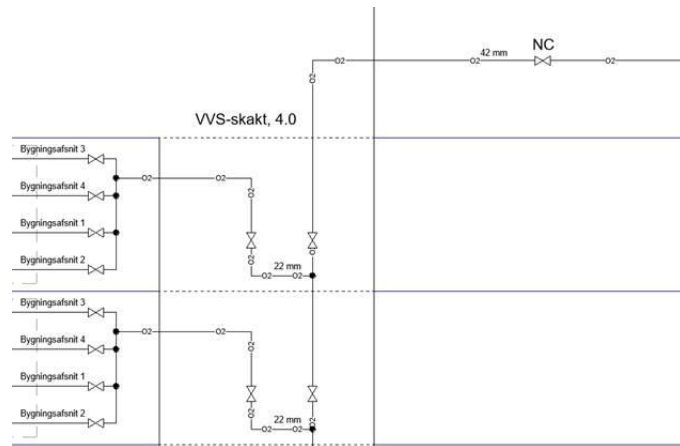 NC
O2 42 mm O2 O2
O2
VVS-skakt, 4.0
Bygningsafsnit 3
O2 O2
Bygningsafsnit 4
O2
Bygningsafsnit 1
Bygningsafsnit 2
O2
22 mm
O2 O2
Bygningsafsnit 3
O2 O2
O2
Bygningsafsnit 4
O2
Bygningsafsnit 1
Bygningsafsnit 2
O2 O2
22 mm
O2 O2